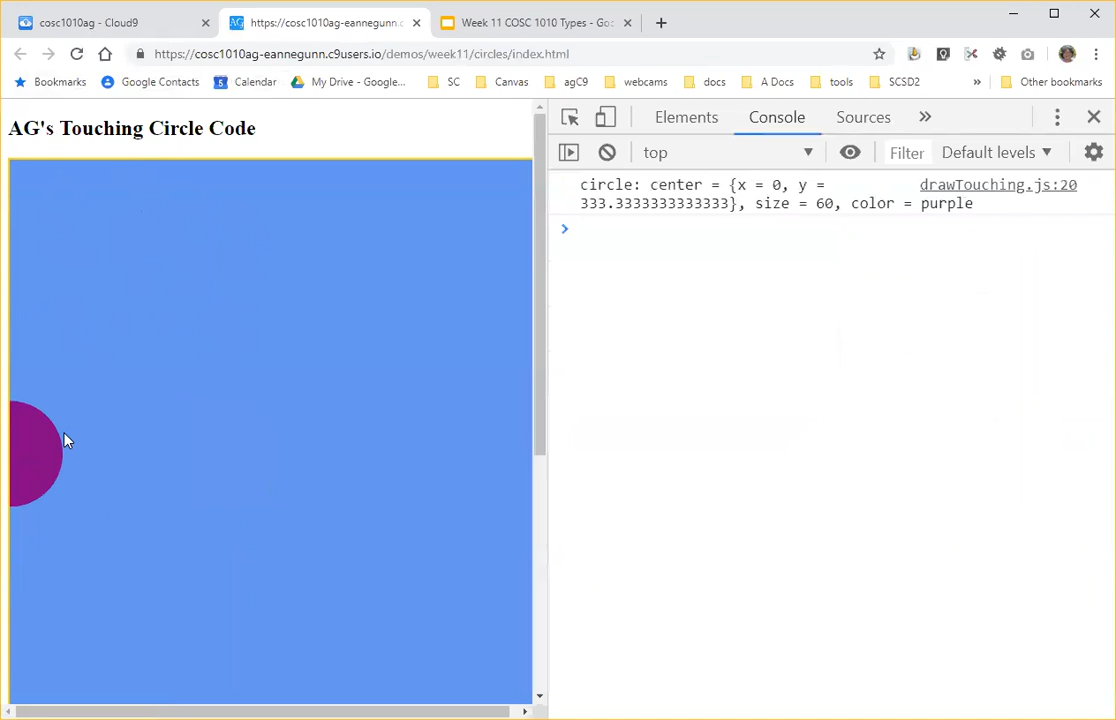 cosc1010ag - Cloud9
AG
https://cosc1010ag-eannegunn.c
Week 11 COSC 1010 Types - Go
https://cosc1010ag-eannegunn.c9users.io/demos/week11/circles/index.html
Bookmarks
Google Contacts
5
Calendar
My Drive - Google...
SC
Canvas
agC9
webcams
docs
A Docs
tools
SCSD2
»
Other bookmarks
AG's Touching Circle Code
Elements
Console
Sources
»
top
Filter
Default levels
circle: center = {x = 0, y = 
drawTouching.js:20
333.3333333333333}, size = 60, color = purple
>